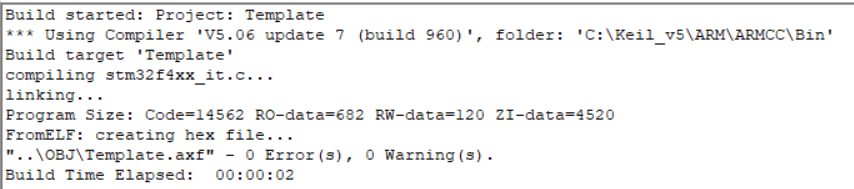 Build started: Project: Template
*** Using Compiler 'V5.06 update 7 (build 960)', folder: 'C:\Keil_v5\ARM\ARMCC\Bin'
Build target 'Template'
compiling stm32f4xx_it.c...
linking...
Program Size: Code=14562 RO-data=682 RW-data=120 ZI-data=4520
FromELF: creating hex file...
"..\OBJ\Template.axf" - 0 Error(s), 0 Warning(s).
Build Time Elapsed:  00:00:02